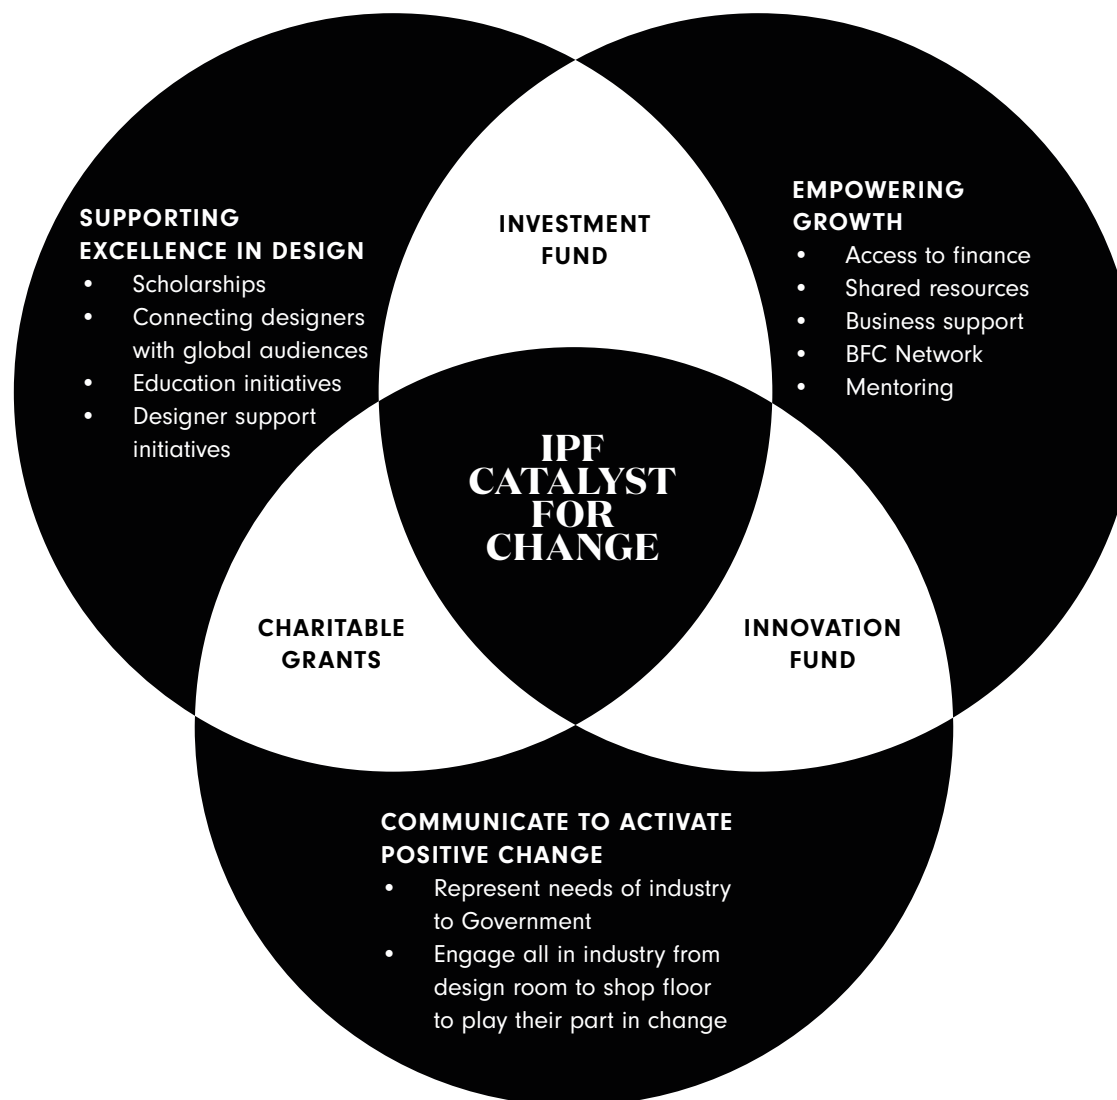 SUPPORTING
EXCELLENCE IN DESIGN
• Scholarships
• Connecting designers
with global audiences
• Education initiatives
• Designer support
initiatives
INVESTMENT
FUND
EMPOWERING
GROWTH
• Access to finance
• Shared resources
• Business support
• BFC Network
• Mentoring
IPF
CATALYST
FOR
CHANGE
CHARITABLE
GRANTS
INNOVATION
FUND
COMMUNICATE TO ACTIVATE
POSITIVE CHANGE
• Represent needs of industry
to Government
• Engage all in industry from
design room to shop floor
to play their part in change